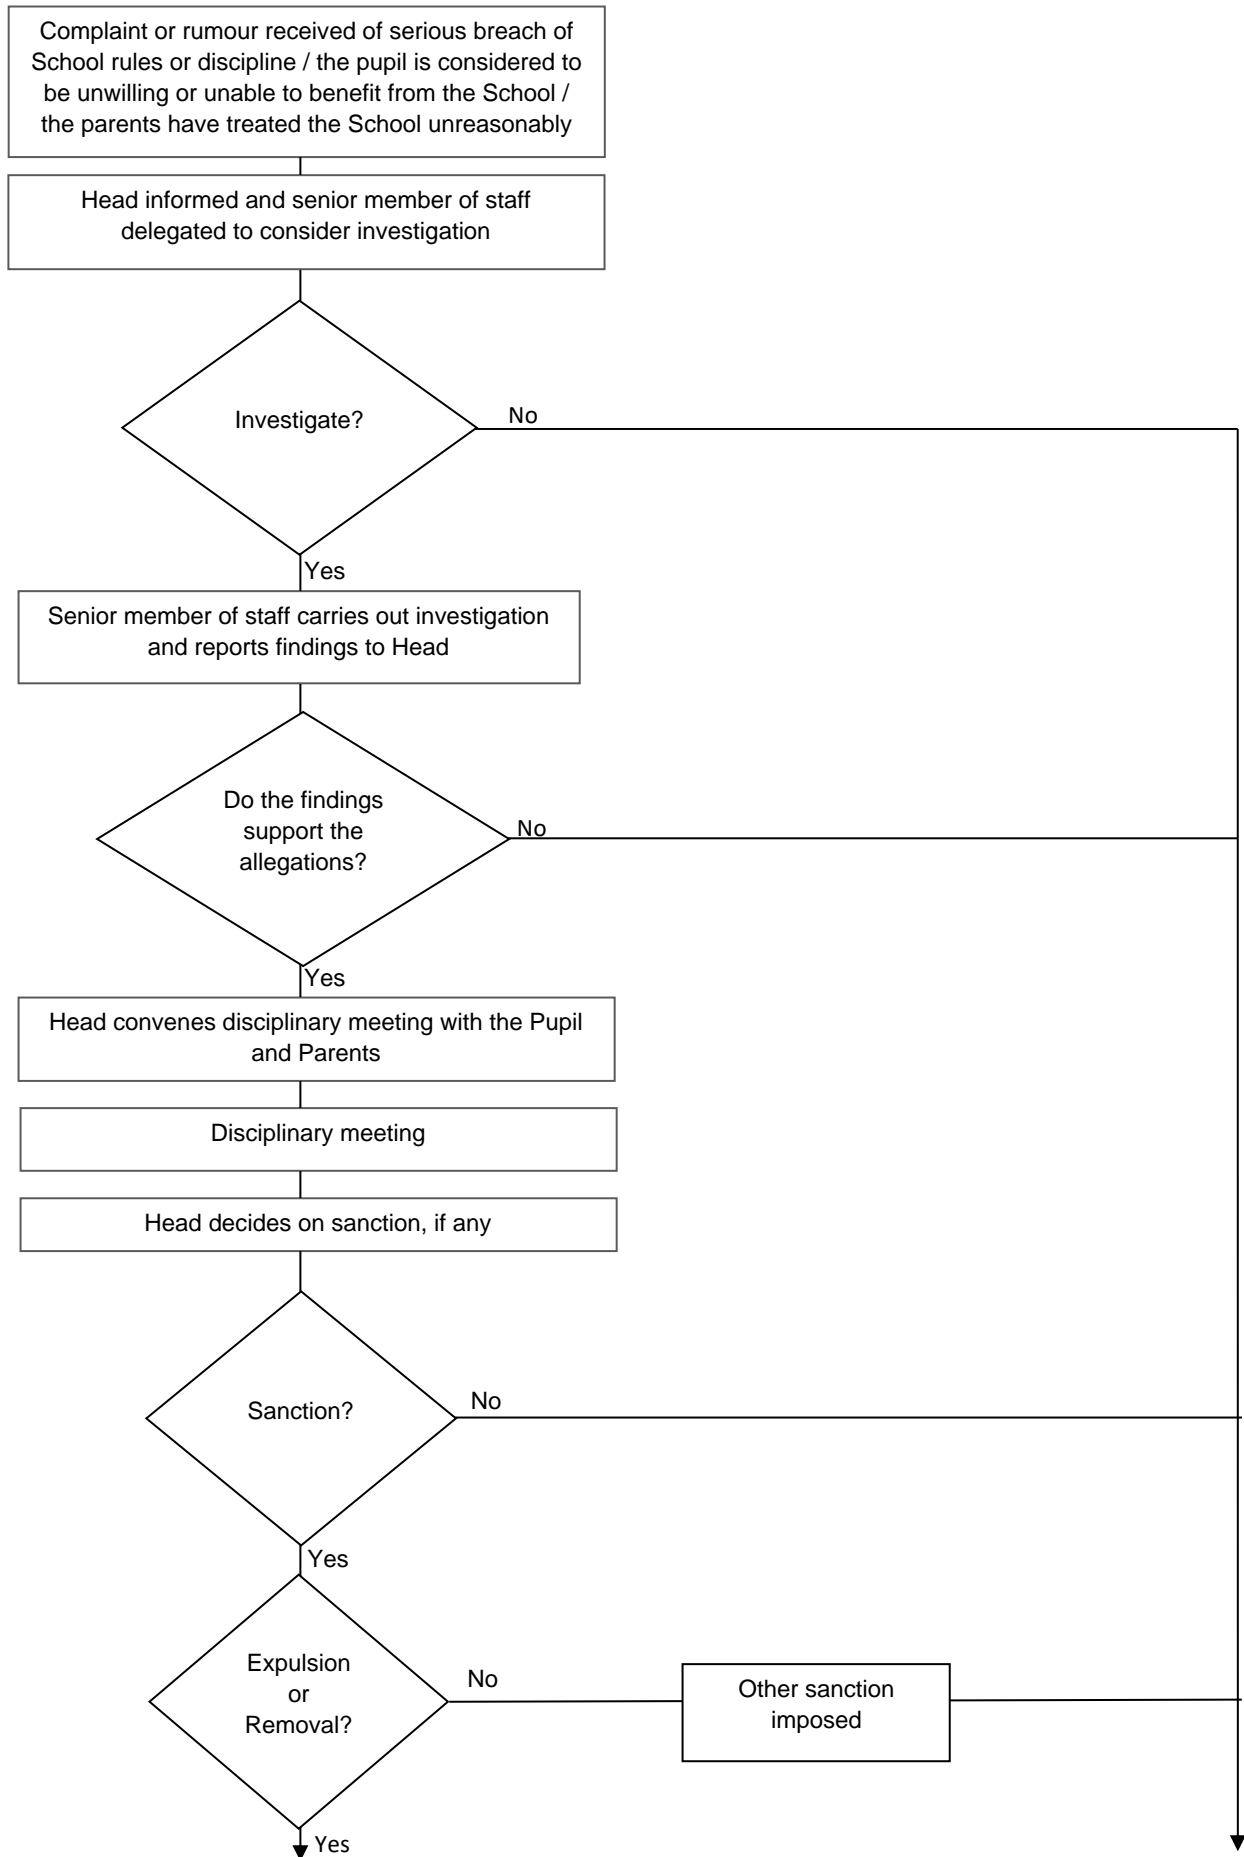 Complaint or rumour received of serious breach of
School rules or discipline / the pupil is considered to
be unwilling or unable to benefit from the School /
the parents have treated the School unreasonably
Head informed and senior member of staff
delegated to consider investigation
Investigate?
No
Yes
Senior member of staff carries out investigation
and reports findings to Head
Do the findings
support the
allegations?
No
Yes
Head convenes disciplinary meeting with the Pupil
and Parents
Disciplinary meeting
Head decides on sanction, if any
Sanction?
No
Yes
Expulsion
or
Removal?
No
Other sanction
imposed
Yes